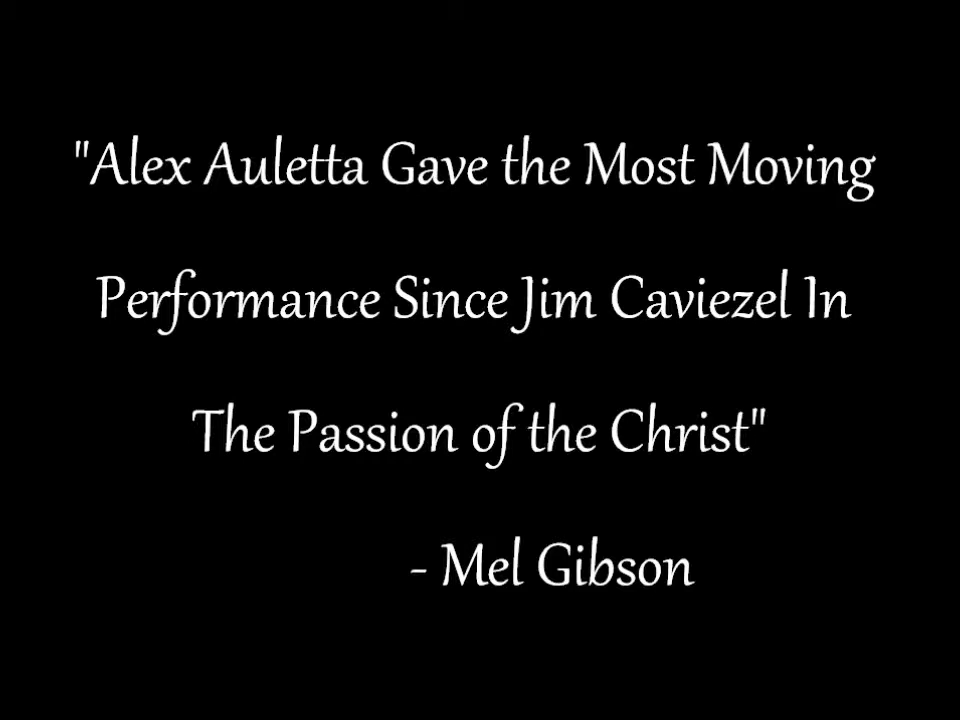 "Alex Auletta Gave the Most Moving
Performance Since Jim Caviezel In
The Passion of the Christ"
- Mel Gibson